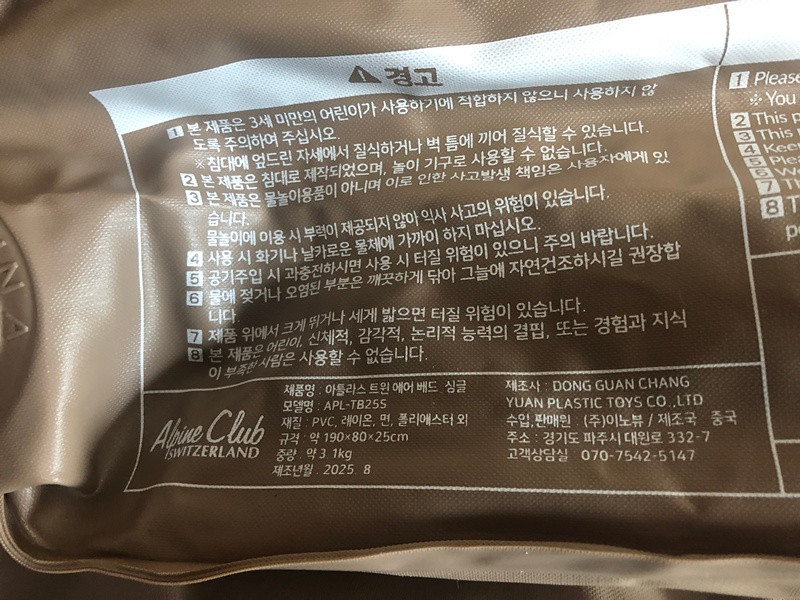 경고
1 본 제품은 3세 미만의 어린이가 사용하기에 적합하지 않으니 사용하지 않
도록 주의하여 주십시오.
※ 침대에 엎드린 자세에서 질식하거나 벽 틈에 끼어 질식할 수 있습니다.
2 본 제품은 침대로 제작되었으며, 놀이 기구로 사용할 수 없습니다.
3 본 제품은 물놀이용품이 아니며 이로 인한 사고발생 책임은 사용자에게 있
습니다.
물놀이에 이용 시 부력이 제공되지 않아 익사 사고의 위험이 있습니다.
4 사용 시 화기나 날카로운 물체에 가까이 하지 마십시오.
5 공기주입 시 과충전하시면 사용 시 터질 위험이 있으니 주의 바랍니다.
6 물에 젖거나 오염된 부분은 깨끗하게 닦아 그늘에 자연건조하시길 권장합
니다.
7 제품 위에서 크게 뛰거나 세게 밟으면 터질 위험이 있습니다.
8 본 제품은 어린이, 신체적, 감각적, 논리적 능력의 결핍, 또는 경험과 지식
이 부족한 사람은 사용할 수 없습니다.
Alpine Club
SWITZERLAND
제품명 : 아틀라스 트윈 에어 베드 싱글
모델명 : APL-TB25S
재질 : PVC, 레이온, 면, 폴리에스터 외
규격 : 약 190×80×25cm
중량 : 약 3.1kg
제조년월 : 2025. 8
제조사 : DONG GUAN CHANG
YUAN PLASTIC TOYS CO.,LTD
수입,판매원 : (주)이노뷰 / 제조국 : 중국
주소 : 경기도 파주시 대원로 332-7
고객상담실 : 070-7542-5147
1 Please
※ You
2 This p
3 This
4 Keep
5
6
7
8